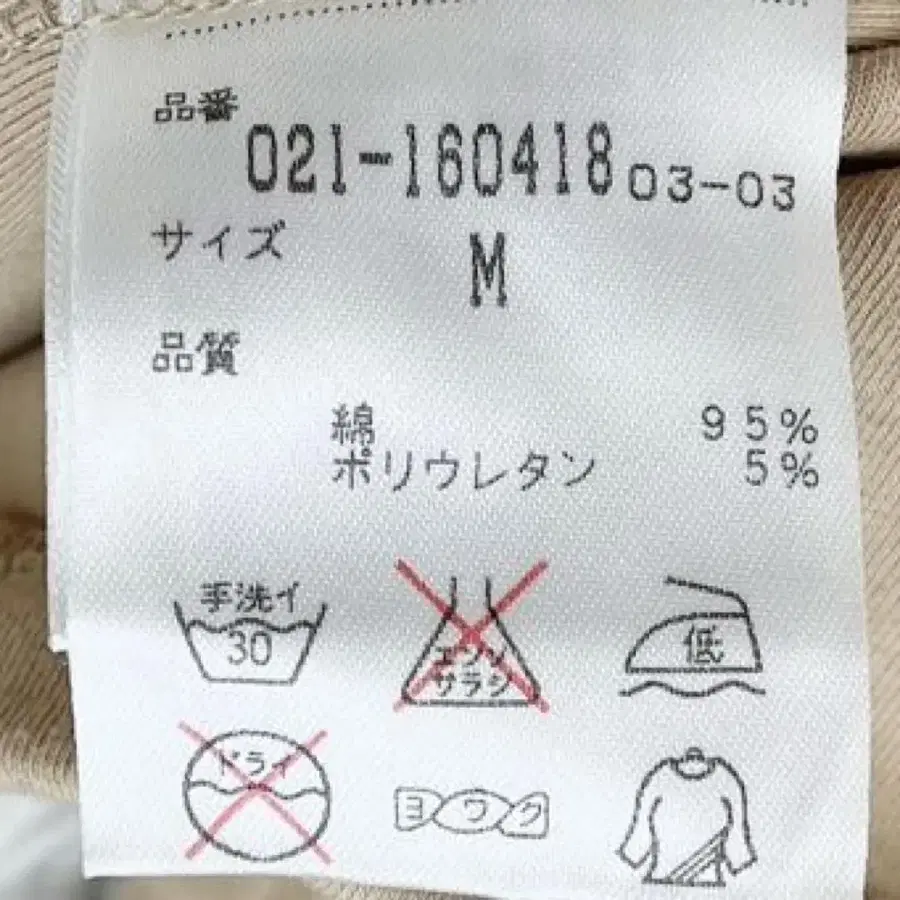 品番
021-160418 03-03
サイズ
M
品質
綿 95%
ポリウレタン 5%
手洗イ
30
エンソ
サラシ
低
ドライ
ヨワク